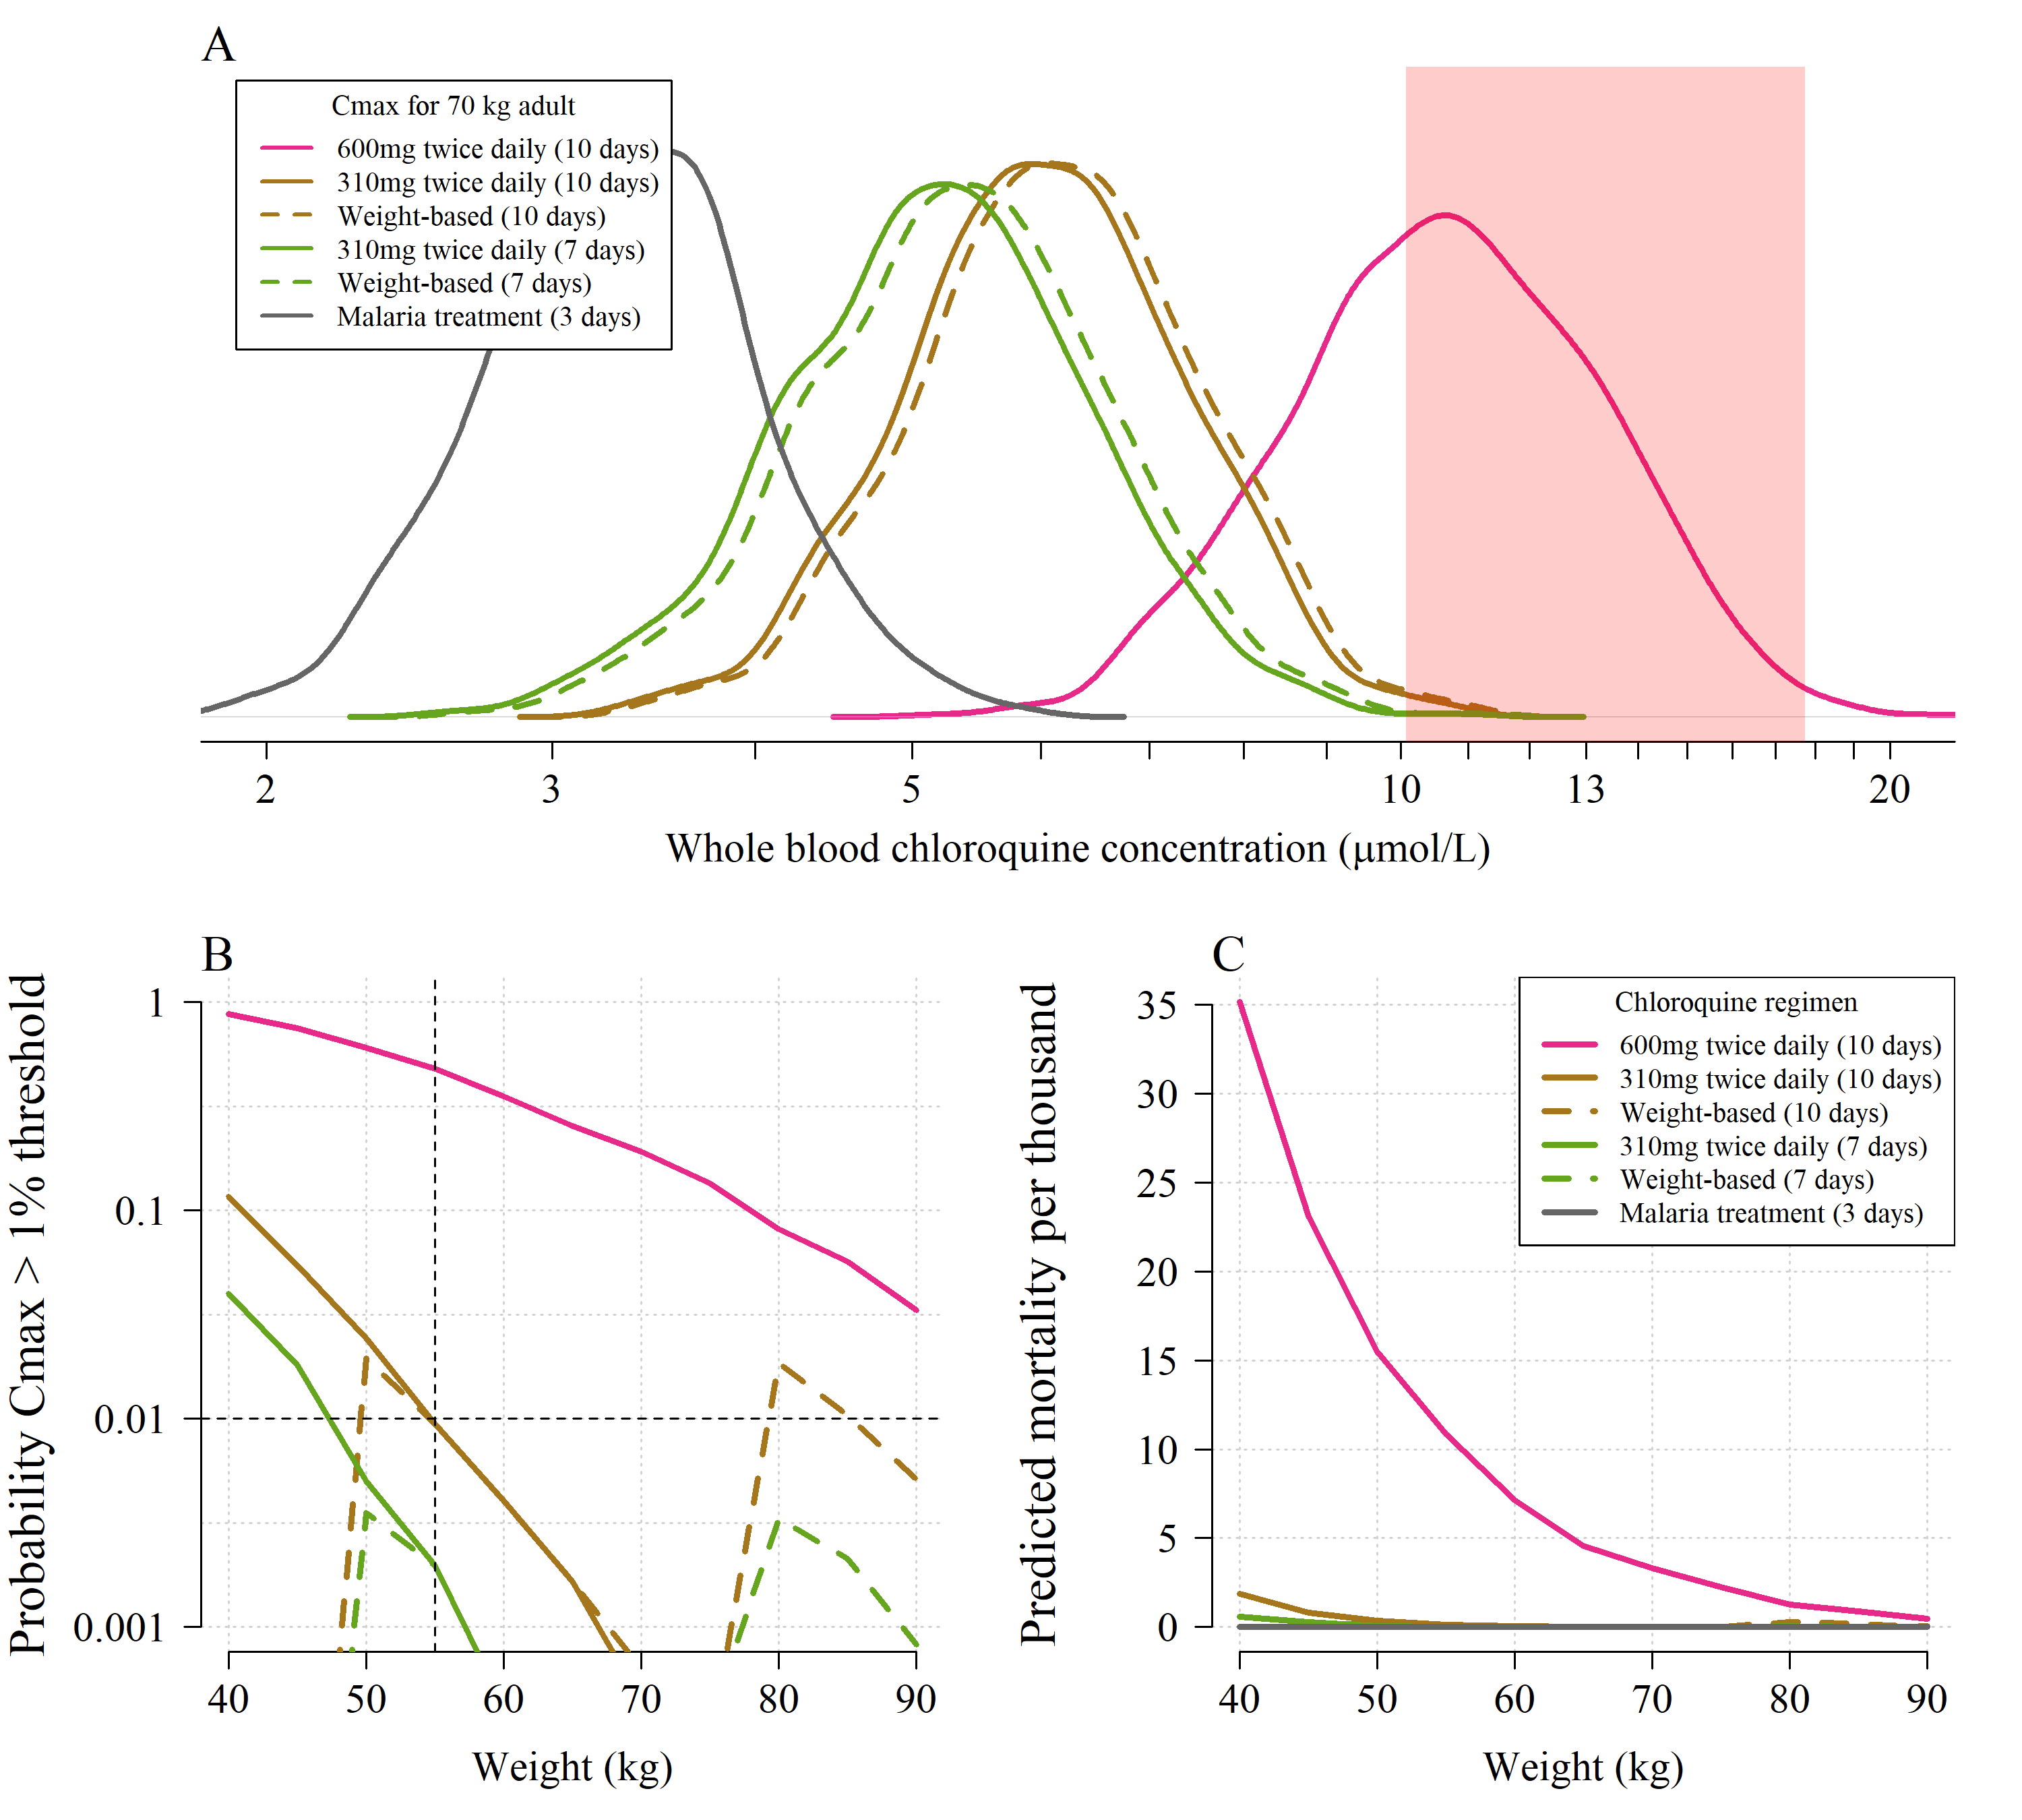 A
Cmax for 70 kg adult
600mg twice daily (10 days)
310mg twice daily (10 days)
Weight-based (10 days)
310mg twice daily (7 days)
Weight-based (7 days)
Malaria treatment (3 days)
2 3 5 10 13 20
Whole blood chloroquine concentration (μmol/L)
B
Probability Cmax > 1% threshold
1
0.1
0.01
0.001
40 50 60 70 80 90
Weight (kg)
C
Predicted mortality per thousand
35
30
25
20
15
10
5
0
Chloroquine regimen
600mg twice daily (10 days)
310mg twice daily (10 days)
Weight-based (10 days)
310mg twice daily (7 days)
Weight-based (7 days)
Malaria treatment (3 days)
40 50 60 70 80 90
Weight (kg)